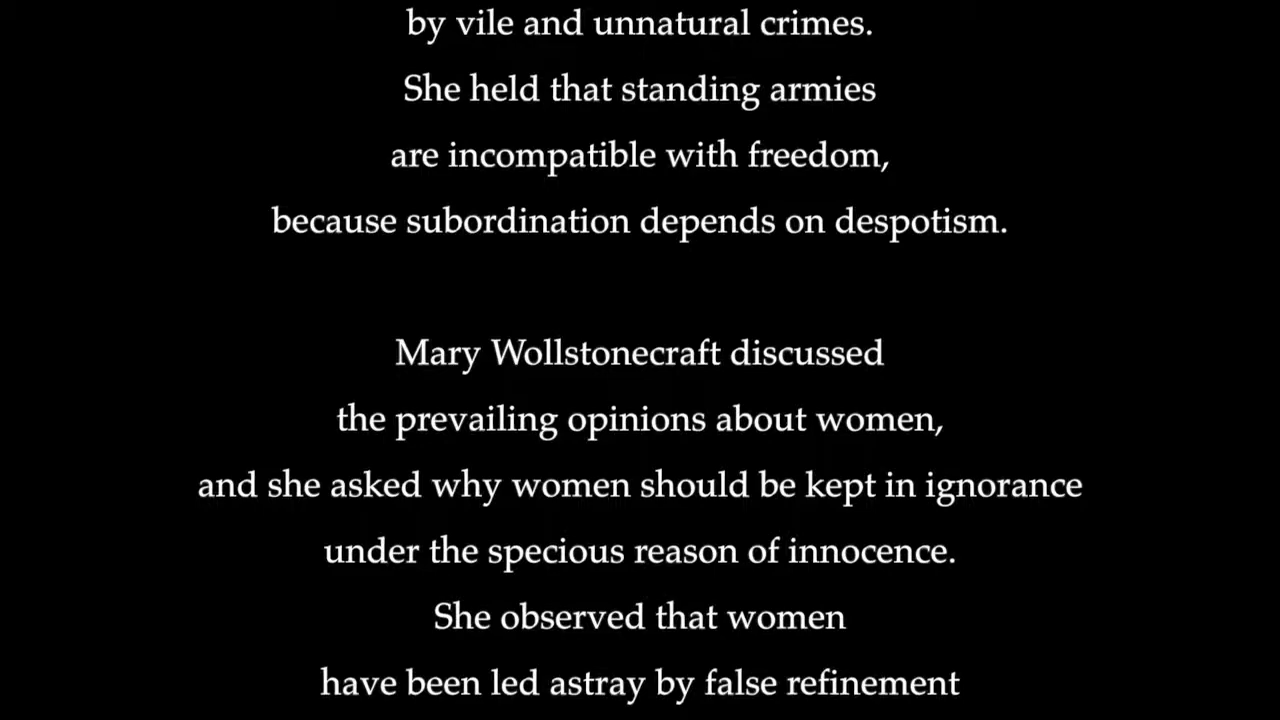 by vile and unnatural crimes.
She held that standing armies
are incompatible with freedom,
because subordination depends on despotism.
Mary Wollstonecraft discussed
the prevailing opinions about women,
and she asked why women should be kept in ignorance
under the specious reason of innocence.
She observed that women
have been led astray by false refinement